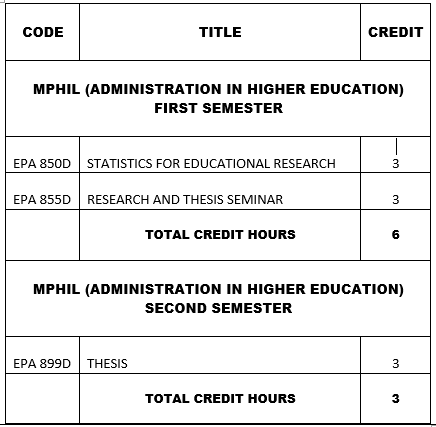 CODE TITLE CREDIT
MPHIL (ADMINISTRATION IN HIGHER EDUCATION)
FIRST SEMESTER
EPA 850D STATISTICS FOR EDUCATIONAL RESEARCH 3
EPA 855D RESEARCH AND THESIS SEMINAR 3
TOTAL CREDIT HOURS 6
MPHIL (ADMINISTRATION IN HIGHER EDUCATION)
SECOND SEMESTER
EPA 899D THESIS 3
TOTAL CREDIT HOURS 3